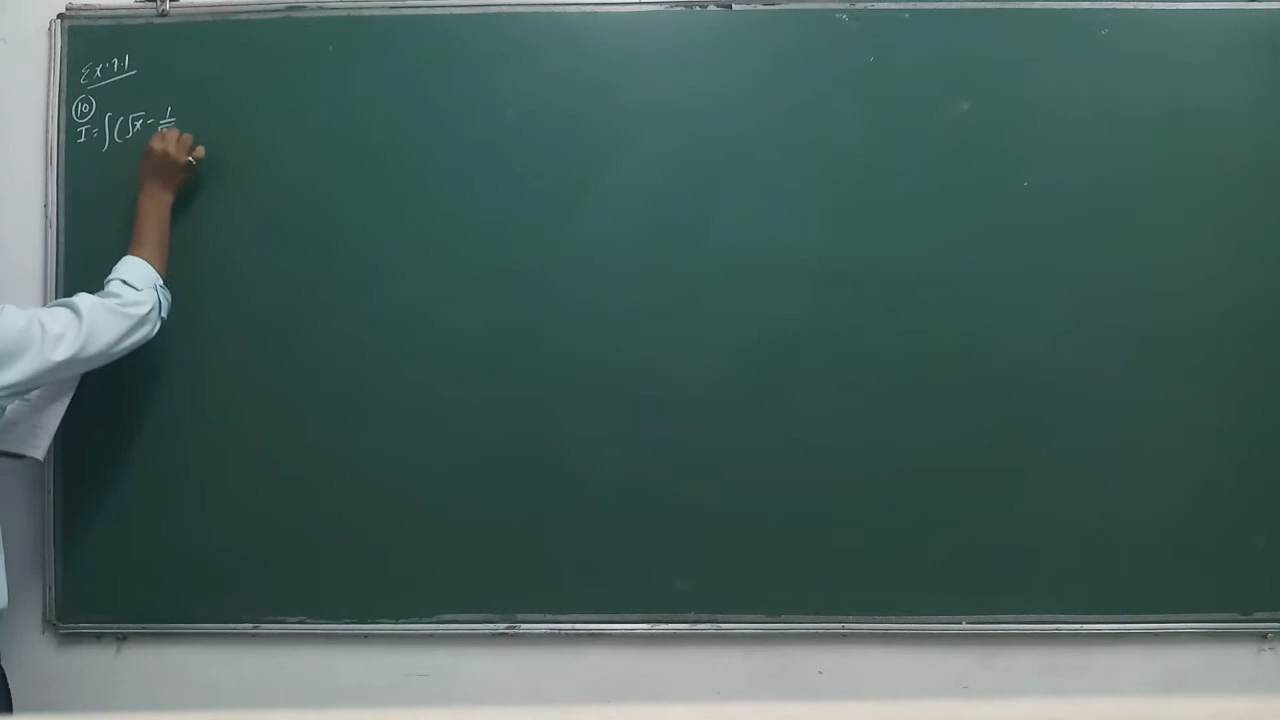 Ex.7.1
10
I = ∫(√x - 1/√